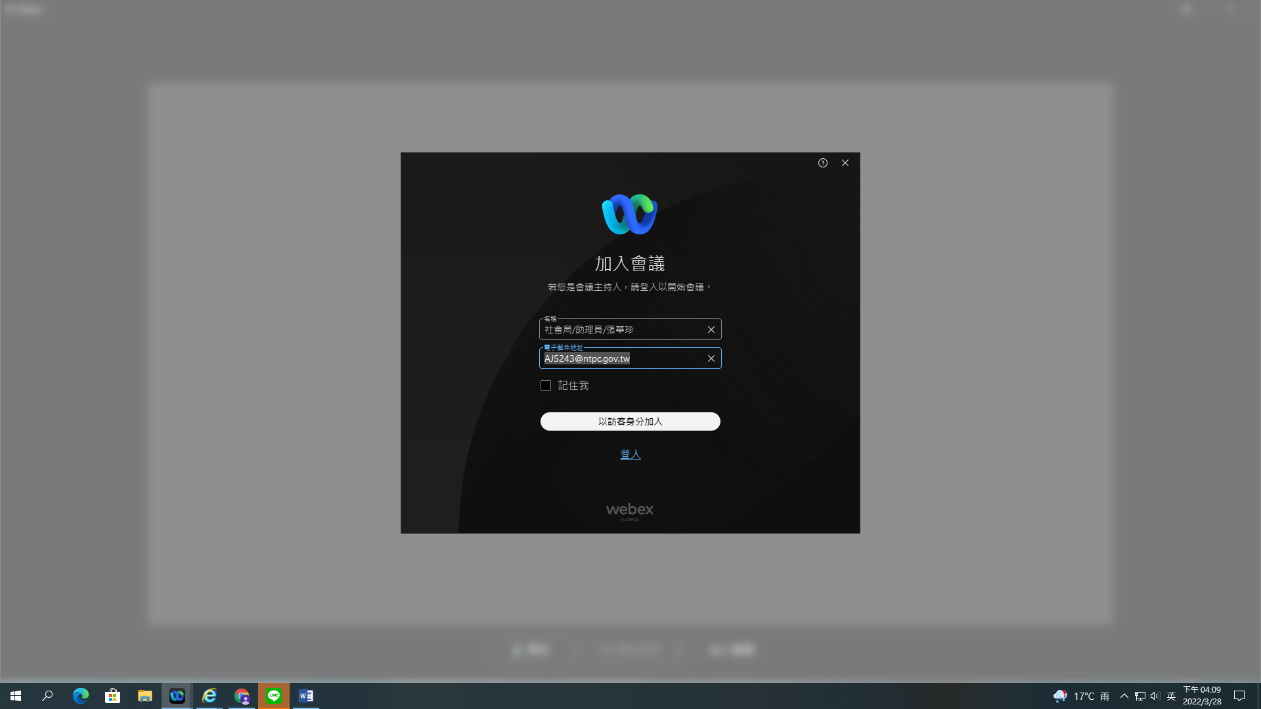 加入會議
若您是會議主持人，請登入以開始會議。
名稱
社會局/助理員/張華珍
電子郵件地址
AJ5243@ntpc.gov.tw
記住我
以訪客身分加入
登入
webex
by CISCO
17°C 雨
英
下午 04:09
2022/3/28